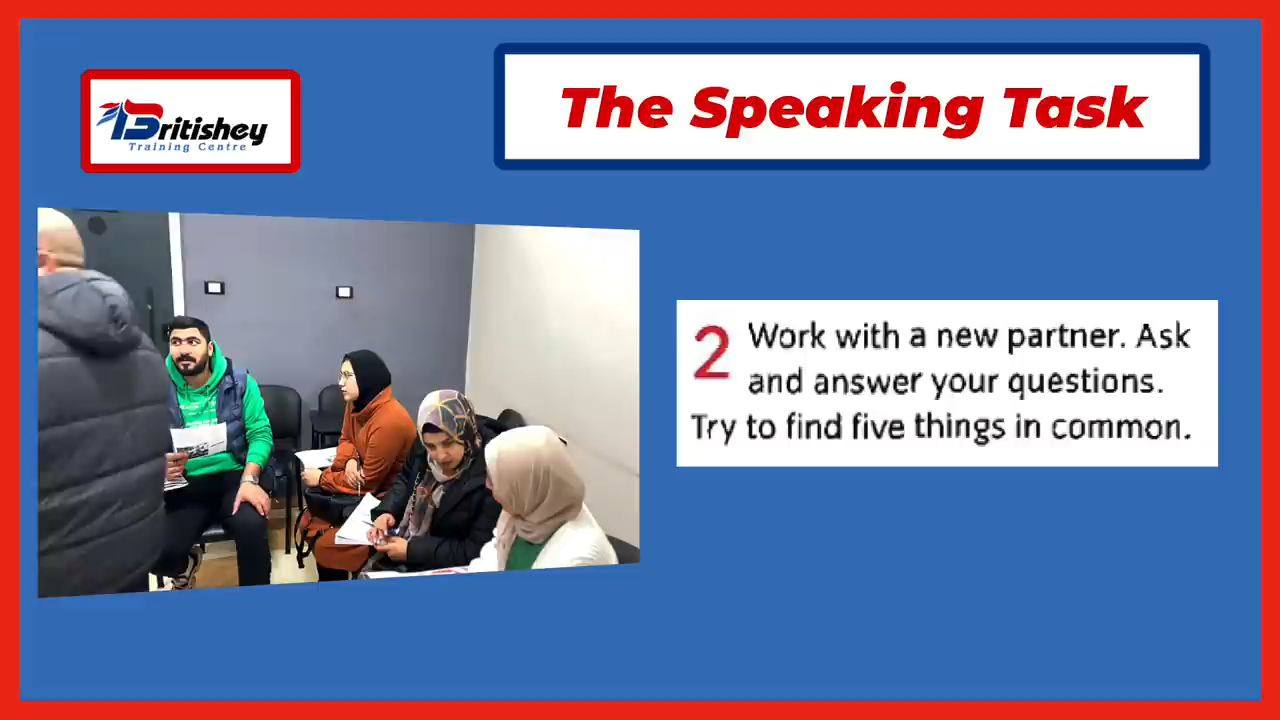 Britishey
Training Centre
The Speaking Task
2 Work with a new partner. Ask
and answer your questions.
Try to find five things in common.